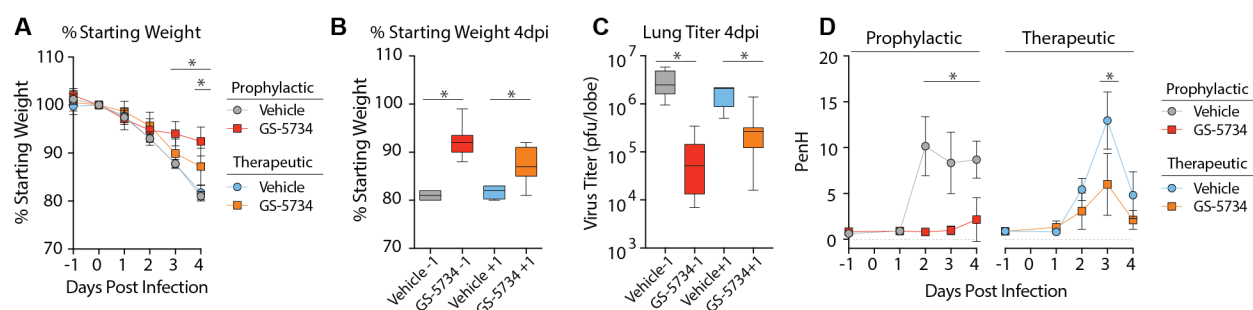 A
% Starting Weight
% Starting Weight
110
100
90
80
70
-1 0 1 2 3 4
Days Post Infection
*
*
Prophylactic
Vehicle
GS-5734
Therapeutic
Vehicle
GS-5734
B
% Starting Weight 4dpi
% Starting Weight
110
100
90
80
70
* *
Vehicle-1
GS-5734-1
Vehicle+1
GS-5734+1
C
Lung Titer 4dpi
Virus Titer (pfu/lobe)
10^7
10^6
10^5
10^4
10^3
* *
Vehicle-1
GS-5734-1
Vehicle+1
GS-5734+1
D
Prophylactic Therapeutic
PenH
20
15
10
5
0
* *
-1 0 1 2 3 4 -1 0 1 2 3 4
Days Post Infection
Prophylactic
Vehicle
GS-5734
Therapeutic
Vehicle
GS-5734